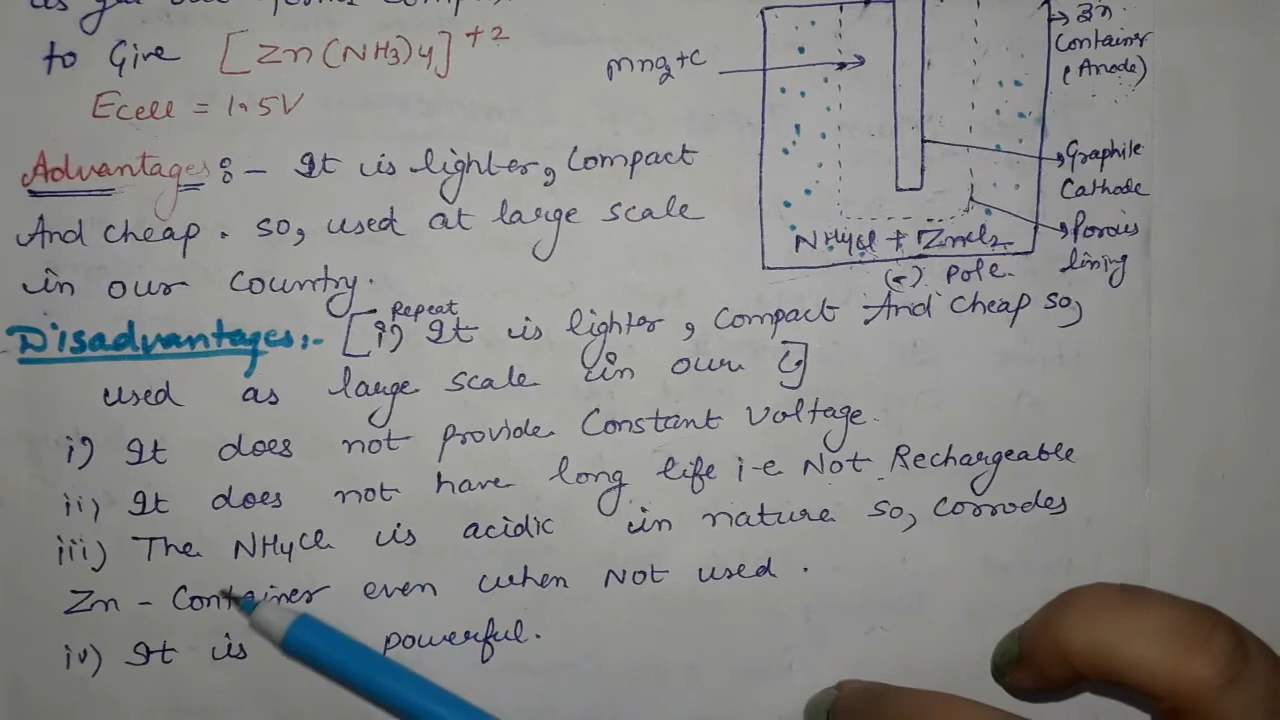 to Give [Zn(NH3)4]+2
Ecell = 1.5V
Advantages :- It is lighter, Compact
And cheap. so, used at large scale
in our country.
Disadvantages :- [i) It is lighter, compact And cheap so,
Repeat
used as large scale in our
i) It does not provide Constant Voltage.
ii) It does not have long life i-e Not Rechargeable
iii) The NH4Cl is acidic in nature so, corrodes
Zn - Container even when Not used.
iv) It is powerful.
mno2+C
Zn
Container
(Anode)
Graphite
Cathode
Porous
lining
NH4Cl + ZnCl2
(-) pole.